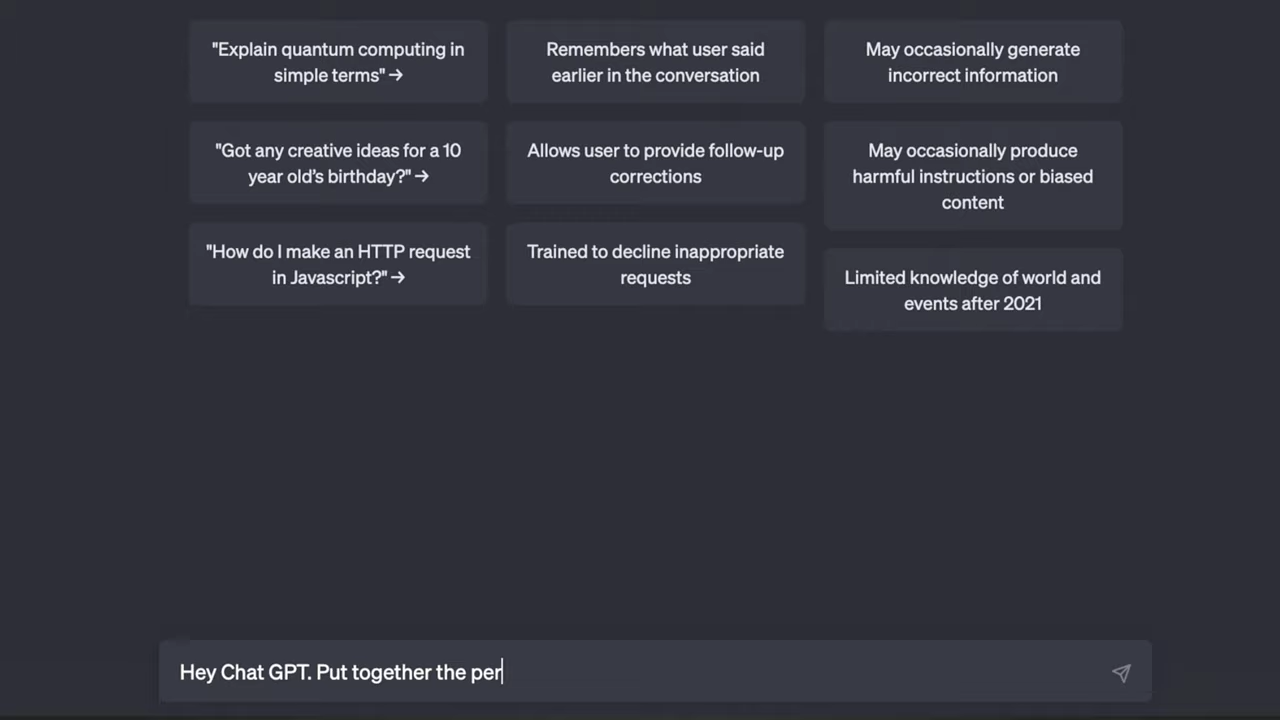 "Explain quantum computing in
simple terms" →
"Got any creative ideas for a 10
year old's birthday?" →
"How do I make an HTTP request
in Javascript?" →
Remembers what user said
earlier in the conversation
Allows user to provide follow-up
corrections
Trained to decline inappropriate
requests
May occasionally generate
incorrect information
May occasionally produce
harmful instructions or biased
content
Limited knowledge of world and
events after 2021
Hey Chat GPT. Put together the per